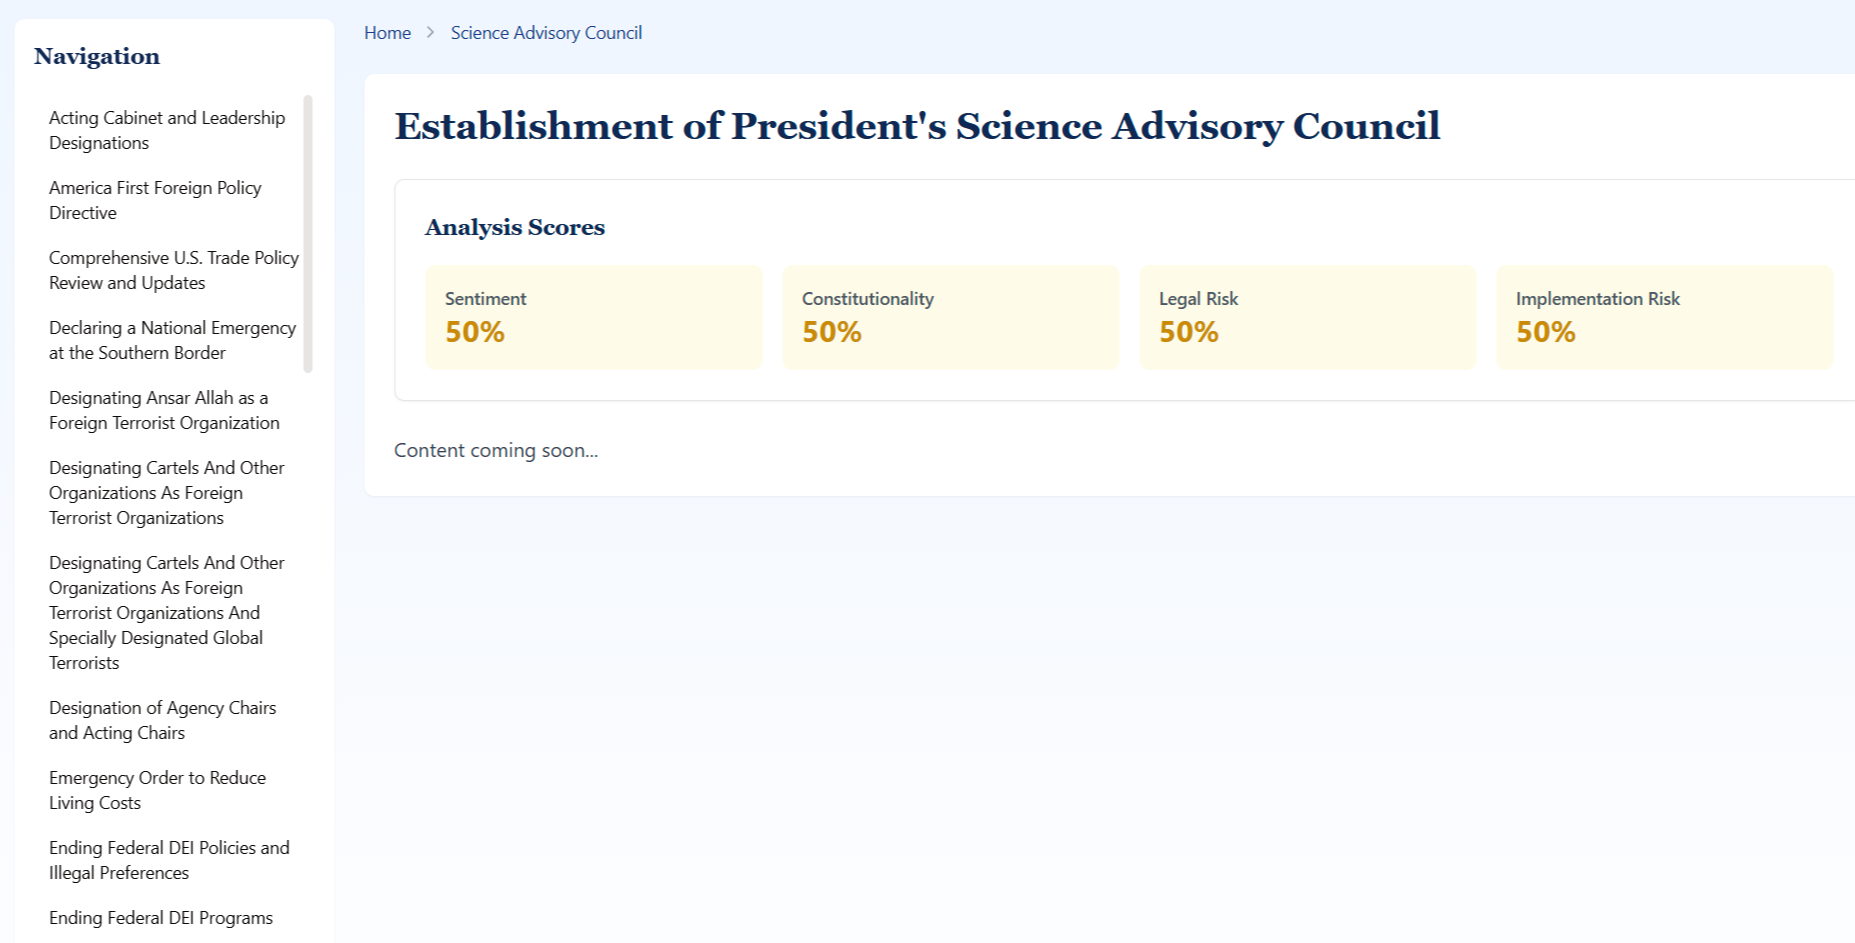 Navigation
Acting Cabinet and Leadership
Designations
America First Foreign Policy
Directive
Comprehensive U.S. Trade Policy
Review and Updates
Declaring a National Emergency
at the Southern Border
Designating Ansar Allah as a
Foreign Terrorist Organization
Designating Cartels And Other
Organizations As Foreign
Terrorist Organizations
Designating Cartels And Other
Organizations As Foreign
Terrorist Organizations And
Specially Designated Global
Terrorists
Designation of Agency Chairs
and Acting Chairs
Emergency Order to Reduce
Living Costs
Ending Federal DEI Policies and
Illegal Preferences
Ending Federal DEI Programs
Home > Science Advisory Council
Establishment of President's Science Advisory Council
Analysis Scores
Sentiment
50%
Constitutionality
50%
Legal Risk
50%
Implementation Risk
50%
Content coming soon...